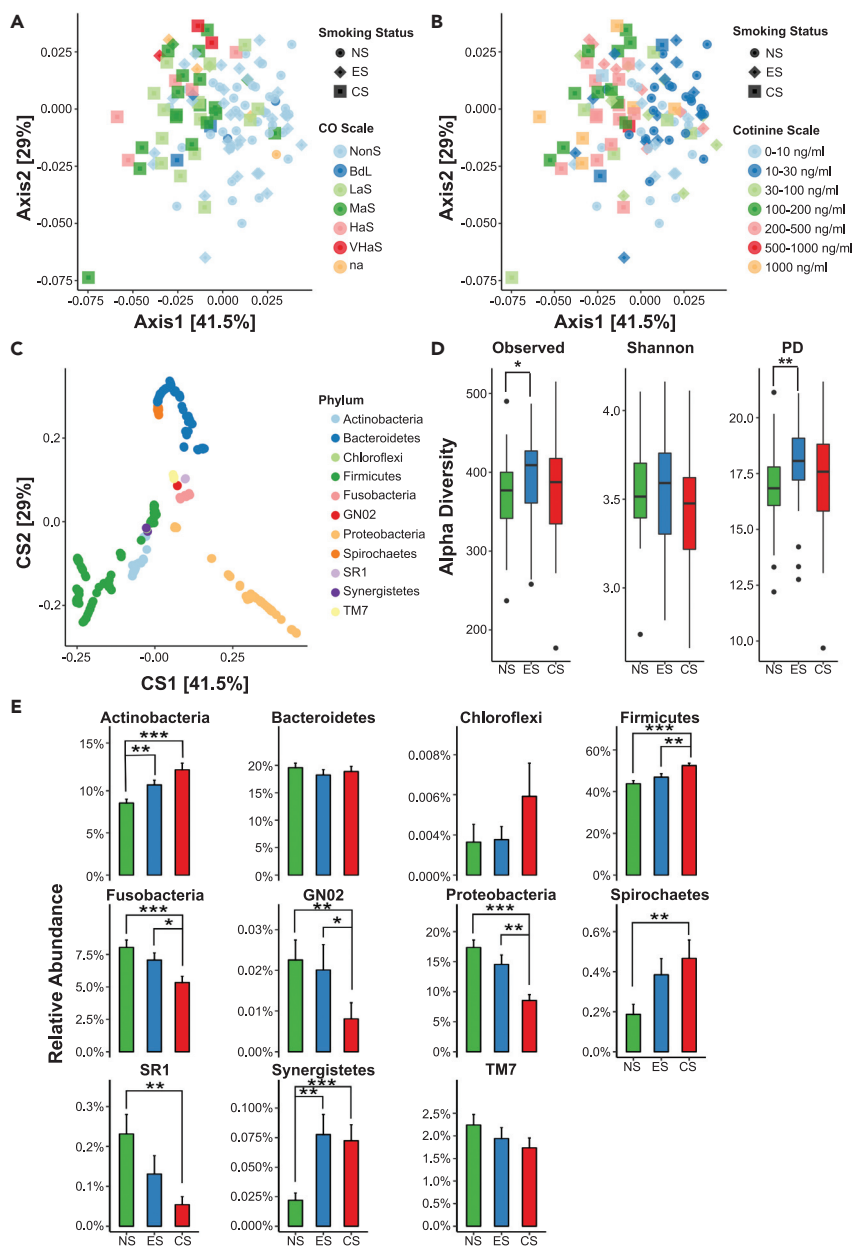 A
Smoking Status
NS
ES
CS
CO Scale
NonS
BdL
LaS
MaS
HaS
VHaS
na
Axis2 [29%]
0.025
0.000
-0.025
-0.050
-0.075
-0.075 -0.050 -0.025 0.000 0.025
Axis1 [41.5%]
B
Smoking Status
NS
ES
CS
Cotinine Scale
0-10 ng/ml
10-30 ng/ml
30-100 ng/ml
100-200 ng/ml
200-500 ng/ml
500-1000 ng/ml
1000 ng/ml
Axis2 [29%]
0.025
0.000
-0.025
-0.050
-0.075
-0.075 -0.050 -0.025 0.000 0.025
Axis1 [41.5%]
C
Phylum
Actinobacteria
Bacteroidetes
Chloroflexi
Firmicutes
Fusobacteria
GN02
Proteobacteria
Spirochaetes
SR1
Synergistetes
TM7
CS2 [29%]
0.2
0.0
-0.2
-0.25 -0.00 0.25
CS1 [41.5%]
D
Alpha Diversity
Observed
*
500
400
300
200
NS ES CS
Shannon
4.0
3.5
3.0
NS ES CS
PD
**
20.0
17.5
15.0
12.5
10.0
NS ES CS
E
Relative Abundance
Actinobacteria
***
**
15%
10%
5%
0%
Bacteroidetes
20%
15%
10%
5%
0%
Chloroflexi
0.008%
0.006%
0.004%
0.000%
Firmicutes
***
**
60%
40%
20%
0%
Fusobacteria
***
*
7.5%
5.0%
2.5%
0.0%
GN02
**
*
0.03%
0.02%
0.01%
0.00%
Proteobacteria
***
**
20%
15%
10%
5%
0%
Spirochaetes
**
0.6%
0.4%
0.2%
0.0%
NS ES CS
SR1
**
0.3%
0.2%
0.1%
0.0%
NS ES CS
Synergistetes
***
**
0.100%
0.075%
0.050%
0.025%
0.000%
NS ES CS
TM7
2.5%
2.0%
1.5%
1.0%
0.5%
0.0%
NS ES CS